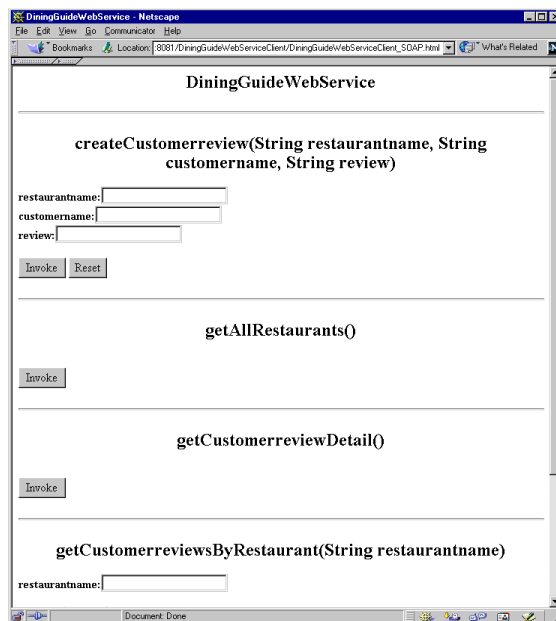 DiningGuideWebService - Netscape
File Edit View Go Communicator Help
Bookmarks Location: :8081/DiningGuideWebServiceClient/DiningGuideWebServiceClient_SOAP.html What's Related
DiningGuideWebService
createCustomerreview(String restaurantname, String
customername, String review)
restaurantname:
customername:
review:
Invoke Reset
getAllRestaurants()
Invoke
getCustomerreviewDetail()
Invoke
getCustomerreviewsByRestaurant(String restaurantname)
restaurantname:
Document: Done